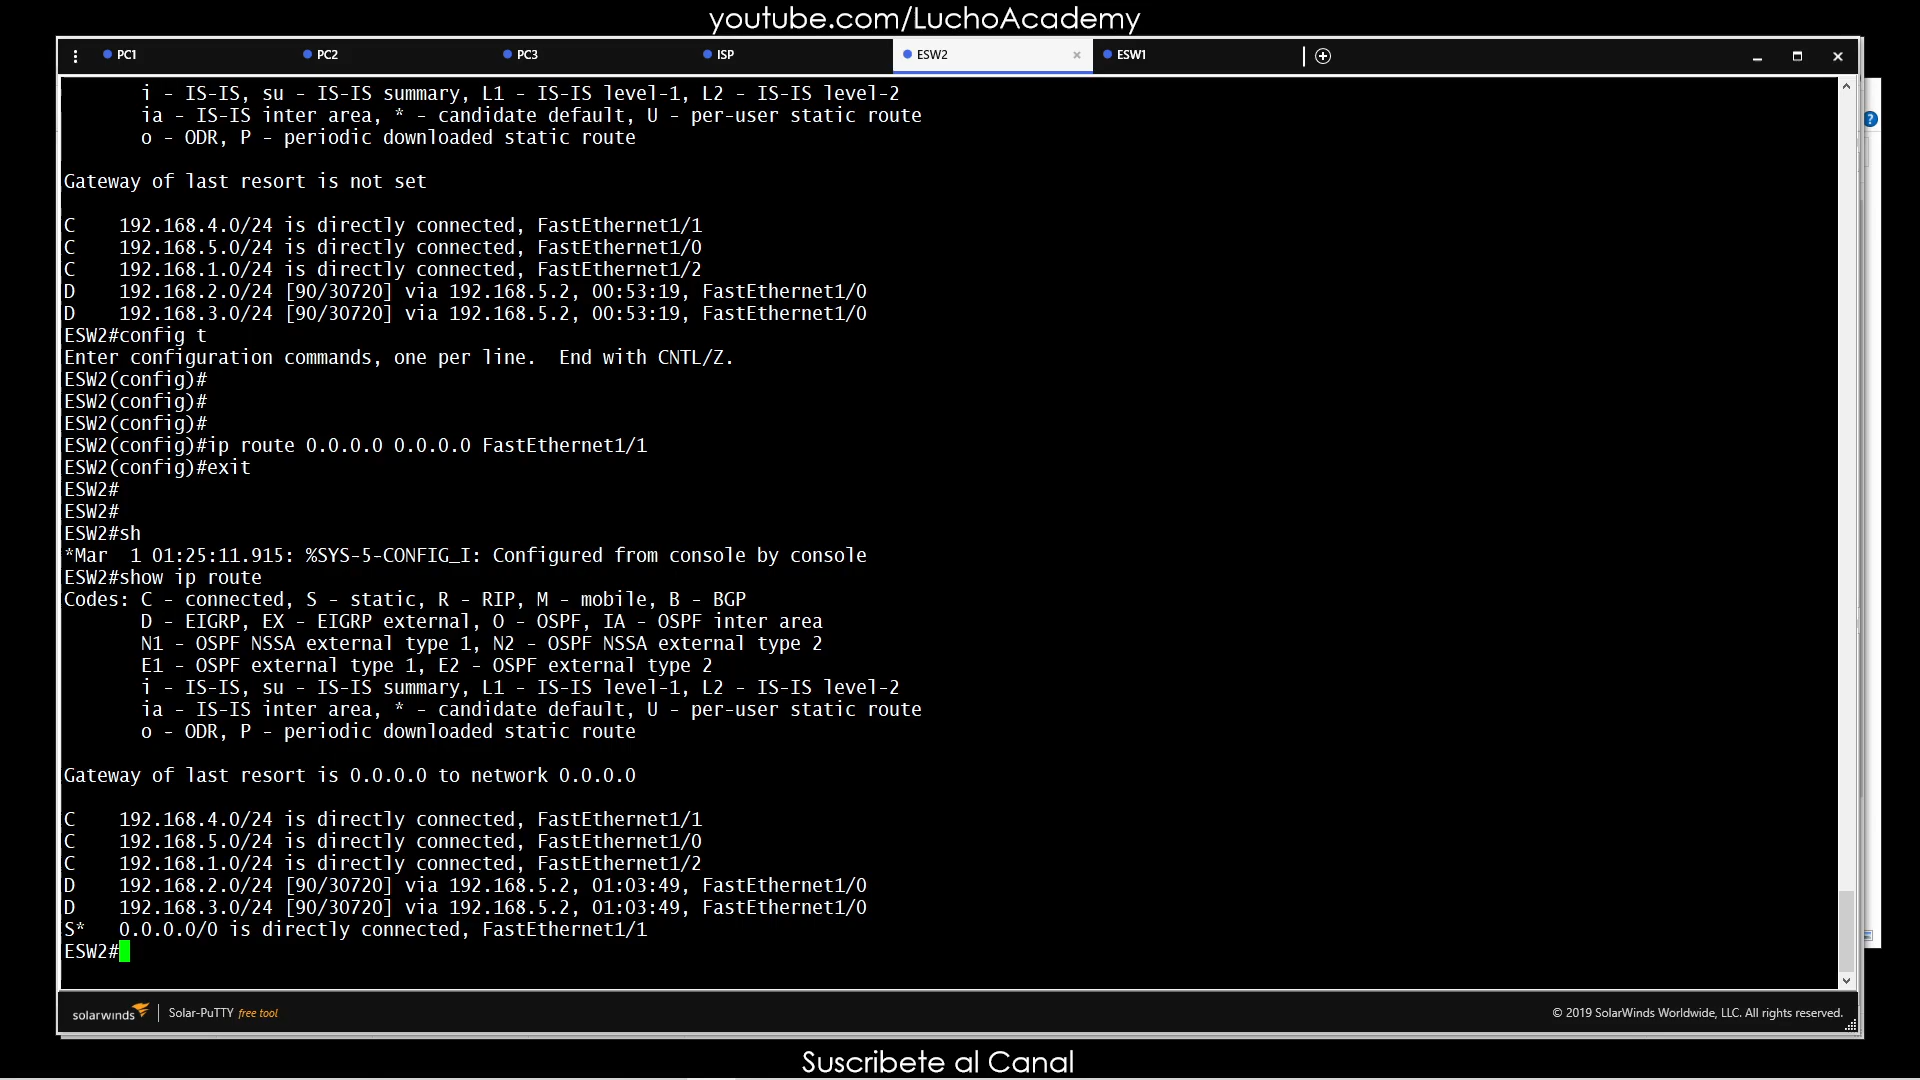 youtube.com/LuchoAcademy
PC1 PC2 PC3 ISP ESW2 × ESW1
i - IS-IS, su - IS-IS summary, L1 - IS-IS level-1, L2 - IS-IS level-2
ia - IS-IS inter area, * - candidate default, U - per-user static route
o - ODR, P - periodic downloaded static route
Gateway of last resort is not set
C    192.168.4.0/24 is directly connected, FastEthernet1/1
C    192.168.5.0/24 is directly connected, FastEthernet1/0
C    192.168.1.0/24 is directly connected, FastEthernet1/2
D    192.168.2.0/24 [90/30720] via 192.168.5.2, 00:53:19, FastEthernet1/0
D    192.168.3.0/24 [90/30720] via 192.168.5.2, 00:53:19, FastEthernet1/0
ESW2#config t
Enter configuration commands, one per line.  End with CNTL/Z.
ESW2(config)#
ESW2(config)#
ESW2(config)#
ESW2(config)#ip route 0.0.0.0 0.0.0.0 FastEthernet1/1
ESW2(config)#exit
ESW2#
ESW2#
ESW2#sh
*Mar  1 01:25:11.915: %SYS-5-CONFIG_I: Configured from console by console
ESW2#show ip route
Codes: C - connected, S - static, R - RIP, M - mobile, B - BGP
D - EIGRP, EX - EIGRP external, O - OSPF, IA - OSPF inter area
N1 - OSPF NSSA external type 1, N2 - OSPF NSSA external type 2
E1 - OSPF external type 1, E2 - OSPF external type 2
i - IS-IS, su - IS-IS summary, L1 - IS-IS level-1, L2 - IS-IS level-2
ia - IS-IS inter area, * - candidate default, U - per-user static route
o - ODR, P - periodic downloaded static route
Gateway of last resort is 0.0.0.0 to network 0.0.0.0
C    192.168.4.0/24 is directly connected, FastEthernet1/1
C    192.168.5.0/24 is directly connected, FastEthernet1/0
C    192.168.1.0/24 is directly connected, FastEthernet1/2
D    192.168.2.0/24 [90/30720] via 192.168.5.2, 01:03:49, FastEthernet1/0
D    192.168.3.0/24 [90/30720] via 192.168.5.2, 01:03:49, FastEthernet1/0
S*   0.0.0.0/0 is directly connected, FastEthernet1/1
ESW2#
solarwinds | Solar-PuTTY free tool © 2019 SolarWinds Worldwide, LLC. All rights reserved.
Suscribete al Canal